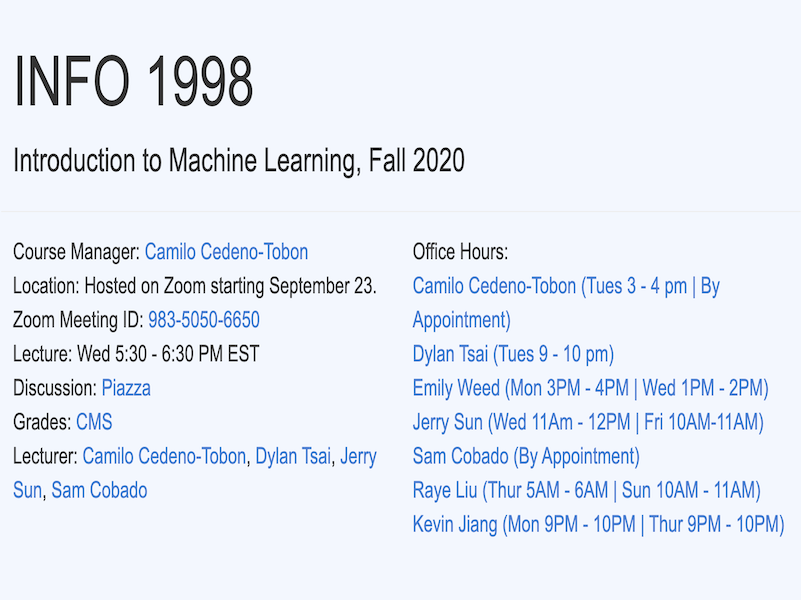 INFO 1998
Introduction to Machine Learning, Fall 2020
Course Manager: Camilo Cedeno-Tobon
Location: Hosted on Zoom starting September 23.
Zoom Meeting ID: 983-5050-6650
Lecture: Wed 5:30 - 6:30 PM EST
Discussion: Piazza
Grades: CMS
Lecturer: Camilo Cedeno-Tobon, Dylan Tsai, Jerry
Sun, Sam Cobado
Office Hours:
Camilo Cedeno-Tobon (Tues 3 - 4 pm | By
Appointment)
Dylan Tsai (Tues 9 - 10 pm)
Emily Weed (Mon 3PM - 4PM | Wed 1PM - 2PM)
Jerry Sun (Wed 11Am - 12PM | Fri 10AM-11AM)
Sam Cobado (By Appointment)
Raye Liu (Thur 5AM - 6AM | Sun 10AM - 11AM)
Kevin Jiang (Mon 9PM - 10PM | Thur 9PM - 10PM)